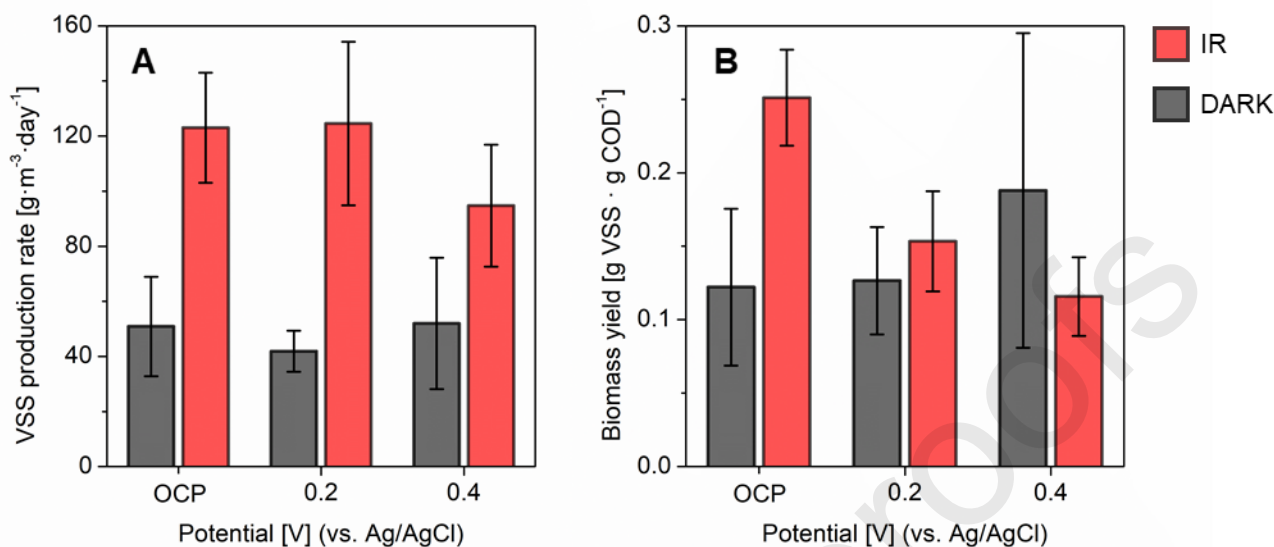 A
VSS production rate [g·m⁻³·day⁻¹]
160
120
80
40
0
OCP
0.2
0.4
Potential [V] (vs. Ag/AgCl)
B
Biomass yield [g VSS · g COD⁻¹]
0.3
0.2
0.1
0.0
OCP
0.2
0.4
Potential [V] (vs. Ag/AgCl)
IR
DARK
roofs